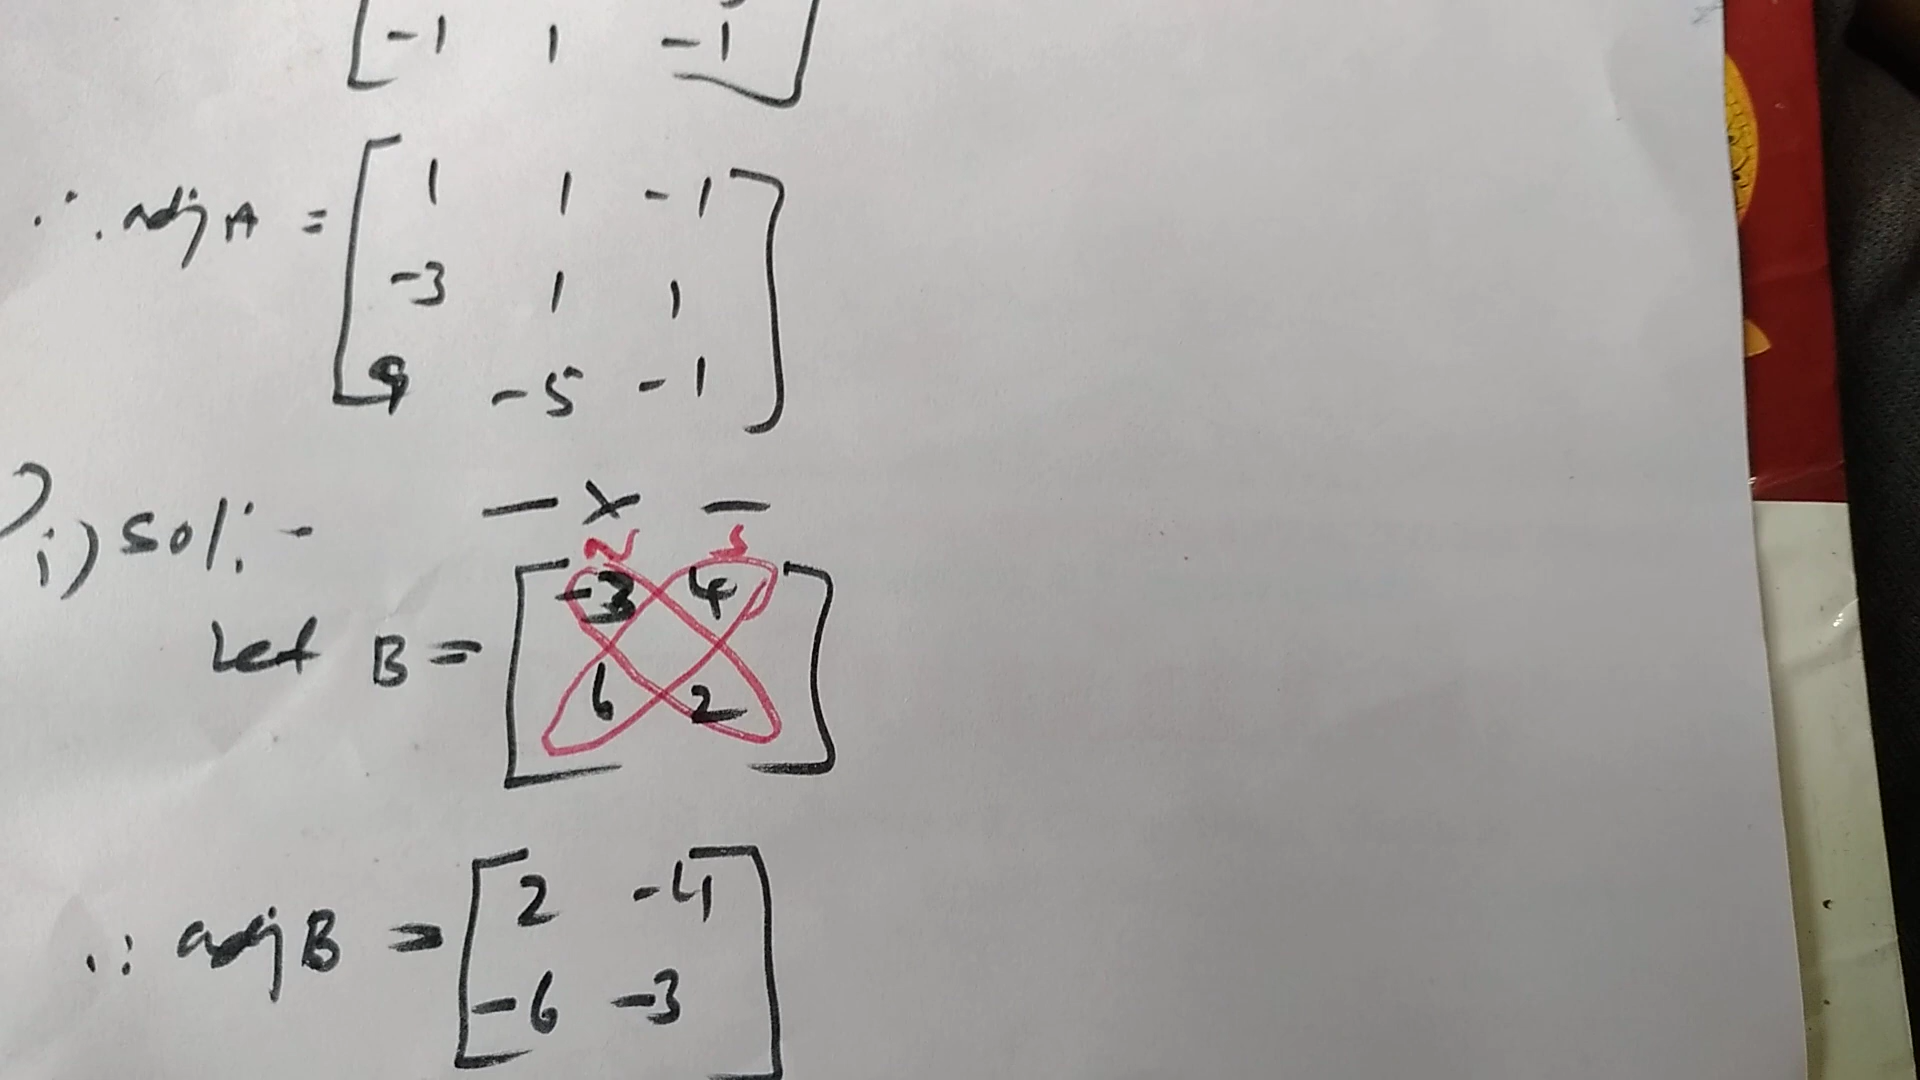 -1 1 -1
∴ adj A = [ 1 1 -1
-3 1 1
9 -5 -1 ]
— x —
i) Sol:-
N S
Let B = [ -3 4
6 2 ]
∴ adj B = [ 2 -4
-6 -3 ]